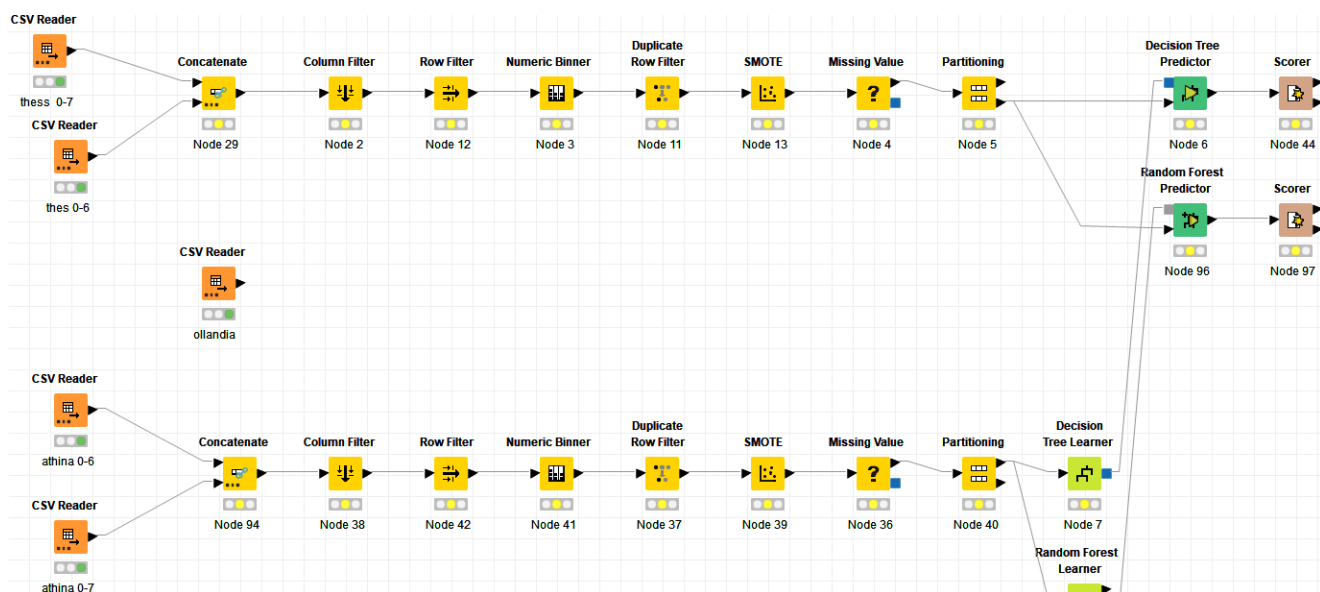 CSV Reader
thess 0-7
CSV Reader
thes 0-6
Concatenate
Node 29
Column Filter
Node 2
Row Filter
Node 12
Numeric Binner
Node 3
Duplicate
Row Filter
Node 11
SMOTE
Node 13
Missing Value
Node 4
Partitioning
Node 5
Decision Tree
Predictor
Node 6
Scorer
Node 44
Random Forest
Predictor
Node 96
Scorer
Node 97
CSV Reader
ollandia
CSV Reader
athina 0-6
CSV Reader
athina 0-7
Concatenate
Node 94
Column Filter
Node 38
Row Filter
Node 42
Numeric Binner
Node 41
Duplicate
Row Filter
Node 37
SMOTE
Node 39
Missing Value
Node 36
Partitioning
Node 40
Decision
Tree Learner
Node 7
Random Forest
Learner